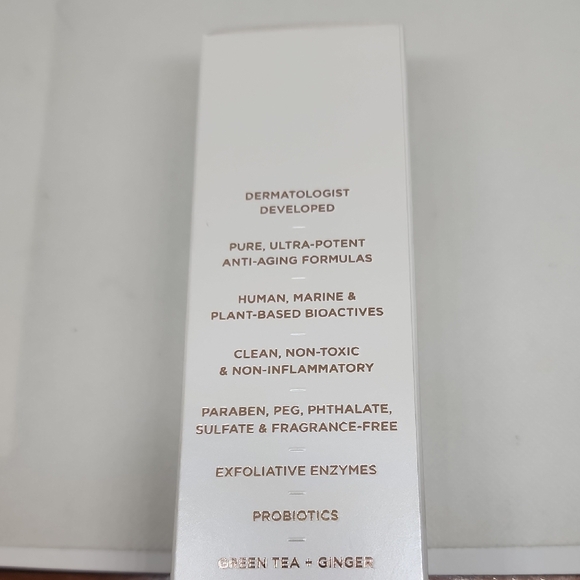 DERMATOLOGIST
DEVELOPED
PURE, ULTRA-POTENT
ANTI-AGING FORMULAS
HUMAN, MARINE &
PLANT-BASED BIOACTIVES
CLEAN, NON-TOXIC
& NON-INFLAMMATORY
PARABEN, PEG, PHTHALATE,
SULFATE & FRAGRANCE-FREE
EXFOLIATIVE ENZYMES
PROBIOTICS
GREEN TEA + GINGER